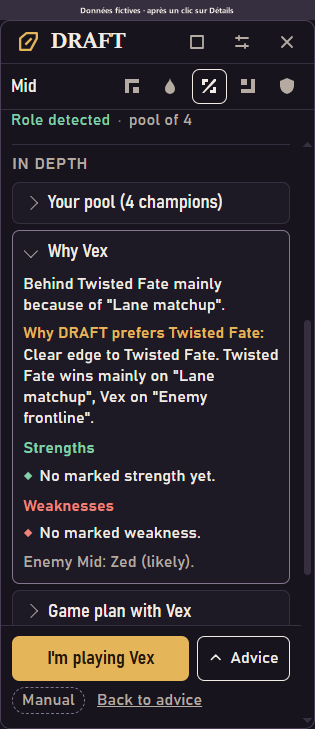 Données fictives · après un clic sur Détails
DRAFT
Mid
Role detected · pool of 4
IN DEPTH
Your pool (4 champions)
Why Vex
Behind Twisted Fate mainly
because of "Lane matchup".
Why DRAFT prefers Twisted Fate:
Clear edge to Twisted Fate. Twisted
Fate wins mainly on "Lane
matchup", Vex on "Enemy
frontline".
Strengths
No marked strength yet.
Weaknesses
No marked weakness.
Enemy Mid: Zed (likely).
Game plan with Vex
I'm playing Vex
Advice
Manual
Back to advice